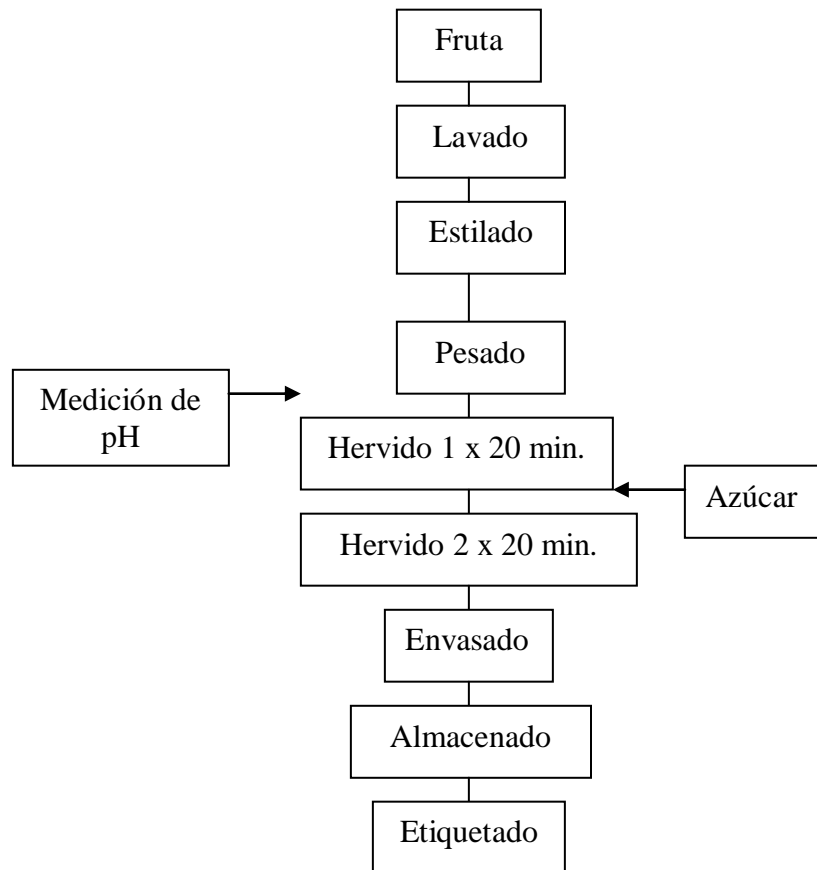 Fruta
Lavado
Estilado
Pesado
Medición de
pH
Hervido 1 x 20 min.
Azúcar
Hervido 2 x 20 min.
Envasado
Almacenado
Etiquetado